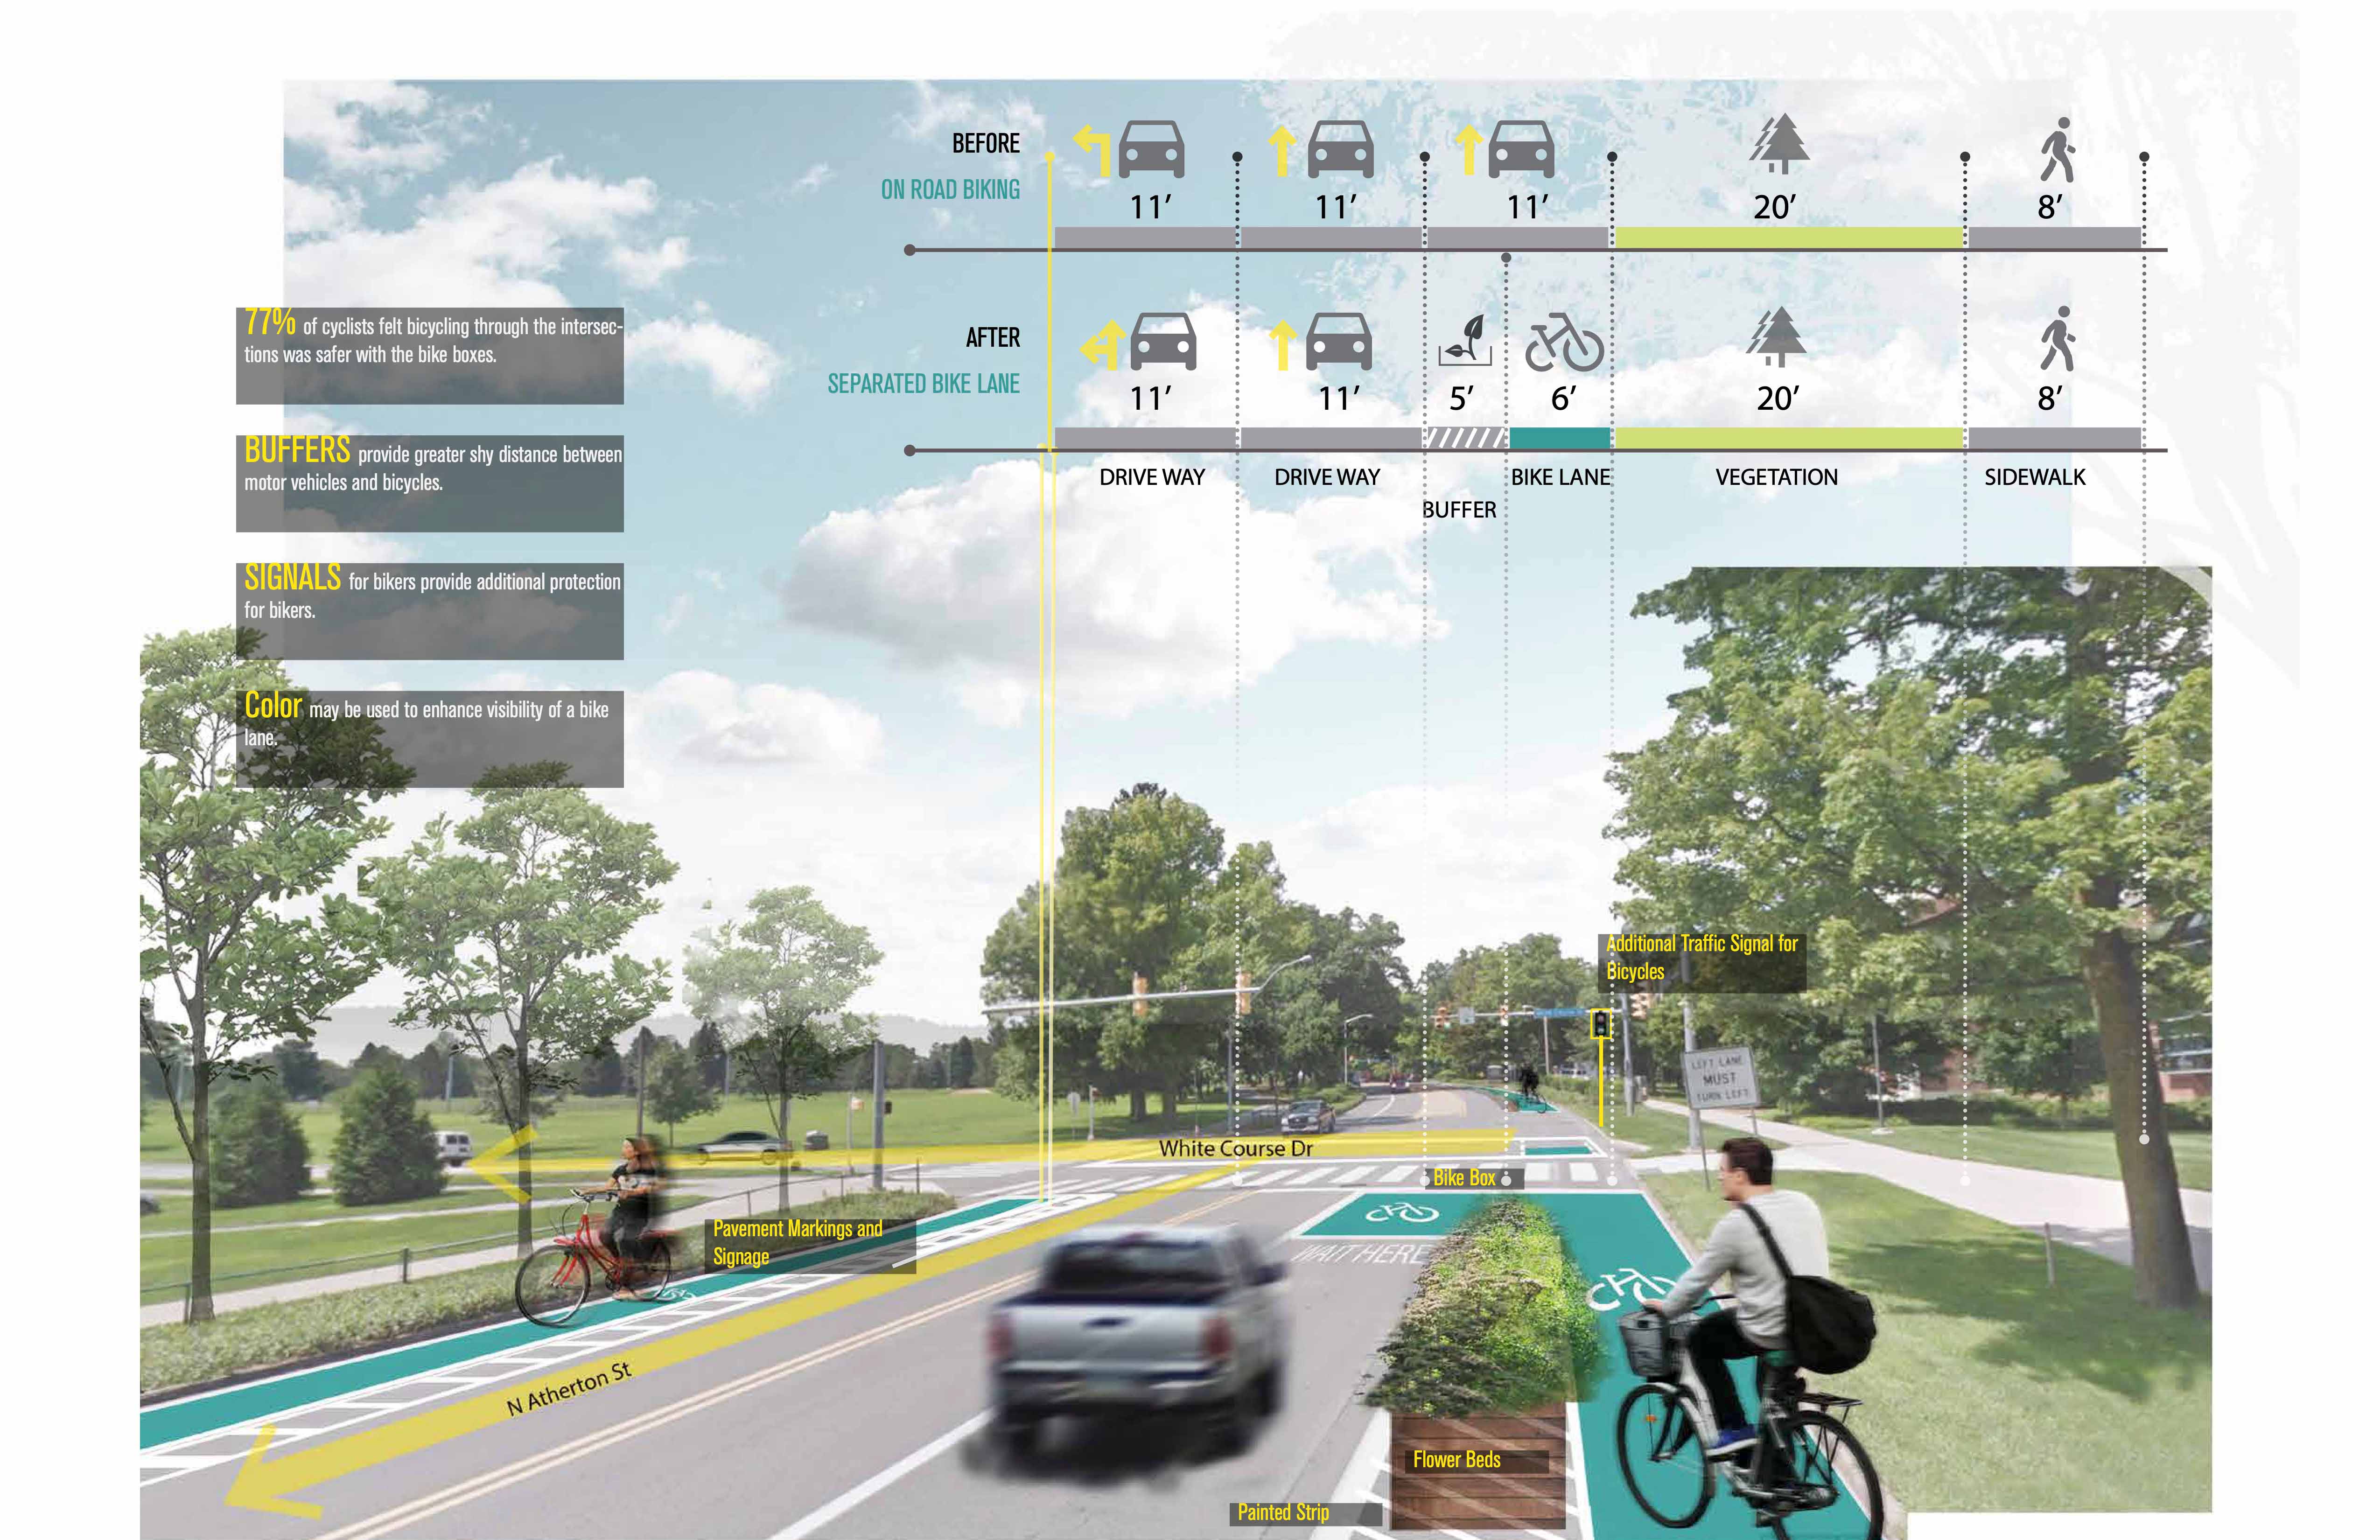 BEFORE
ON ROAD BIKING
11' 11' 11' 20' 8'
77% of cyclists felt bicycling through the intersec-
tions was safer with the bike boxes.
AFTER
SEPARATED BIKE LANE
11' 11' 5' 6' 20' 8'
DRIVE WAY DRIVE WAY BIKE LANE VEGETATION SIDEWALK
BUFFER
BUFFERS provide greater shy distance between
motor vehicles and bicycles.
SIGNALS for bikers provide additional protection
for bikers.
Color may be used to enhance visibility of a bike
lane.
Additional Traffic Signal for
Bicycles
LEFT LANE
MUST
TURN LEFT
White Course Dr
Bike Box
Pavement Markings and
Signage
WAIT HERE
N Atherton St
Flower Beds
Painted Strip